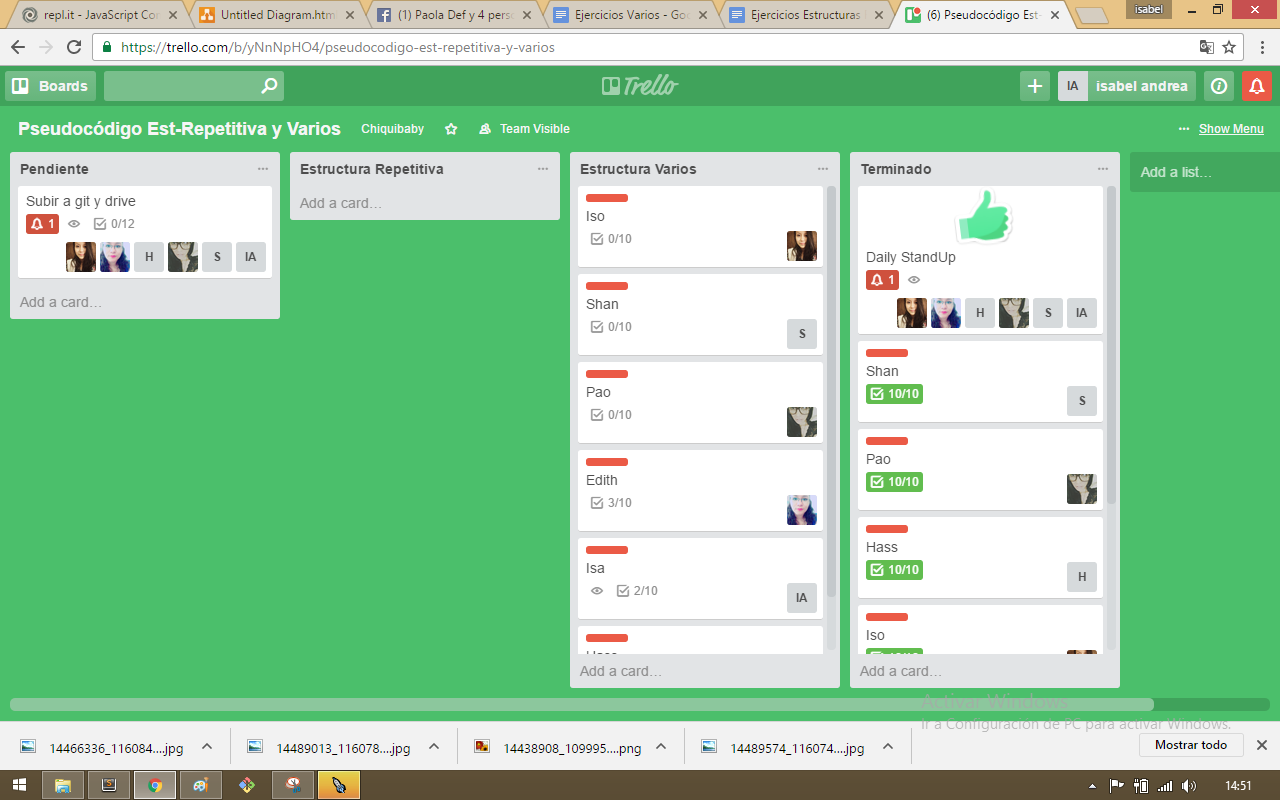 repl.it - JavaScript Co
Untitled Diagram.htm
(1) Paola Def y 4 perso
Ejercicios Varios - Goo
Ejercicios Estructuras
(6) Pseudocódigo Est-
isabel
https://trello.com/b/yNnNpHO4/pseudocodigo-est-repetitiva-y-varios
Boards
Trello
IA
isabel andrea
Pseudocódigo Est-Repetitiva y Varios
Chiquibaby
Team Visible
Show Menu
Pendiente
Subir a git y drive
1
0/12
H
S
IA
Add a card…
Estructura Repetitiva
Add a card…
Estructura Varios
Iso
0/10
Shan
0/10
S
Pao
0/10
Edith
3/10
Isa
2/10
IA
Hass
Add a card…
Terminado
Daily StandUp
1
H
S
IA
Shan
10/10
S
Pao
10/10
Hass
10/10
H
Iso
10/10
Add a card…
Add a list…
Activar Windows
Ir a Configuración de PC para activar Windows.
14466336_116084....jpg
14489013_116078....jpg
14438908_109995....png
14489574_116074....jpg
Mostrar todo
14:51